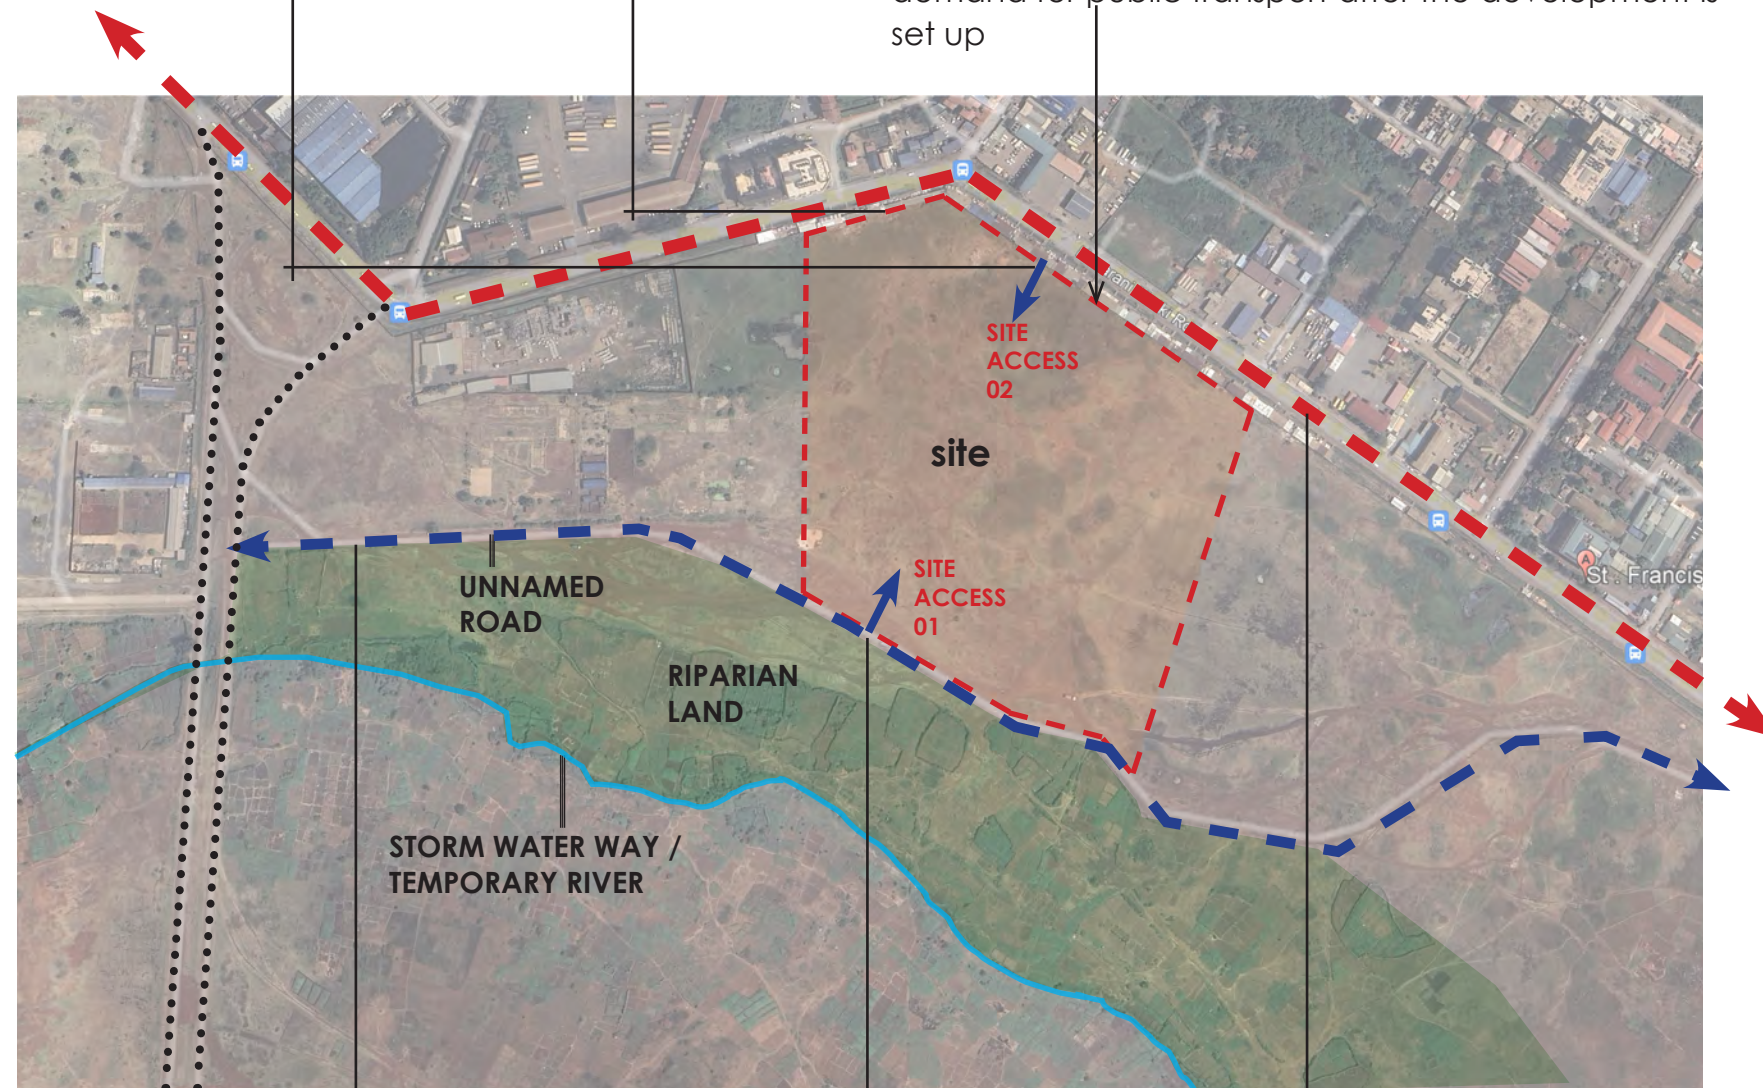 set up
SITE
ACCESS
02
site
SITE
ACCESS
01
UNNAMED
ROAD
RIPARIAN
LAND
STORM WATER WAY /
TEMPORARY RIVER
A
St . Francis